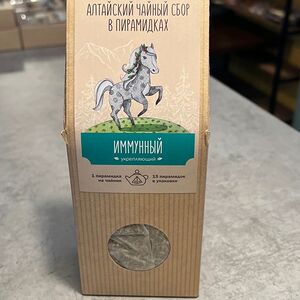 АЛТАЙСКИЙ ЧАЙНЫЙ СБОР
В ПИРАМИДКАХ
ИММУННЫЙ
укрепляющий
1 пирамидка
на чайник
15 пирамидок
в упаковке